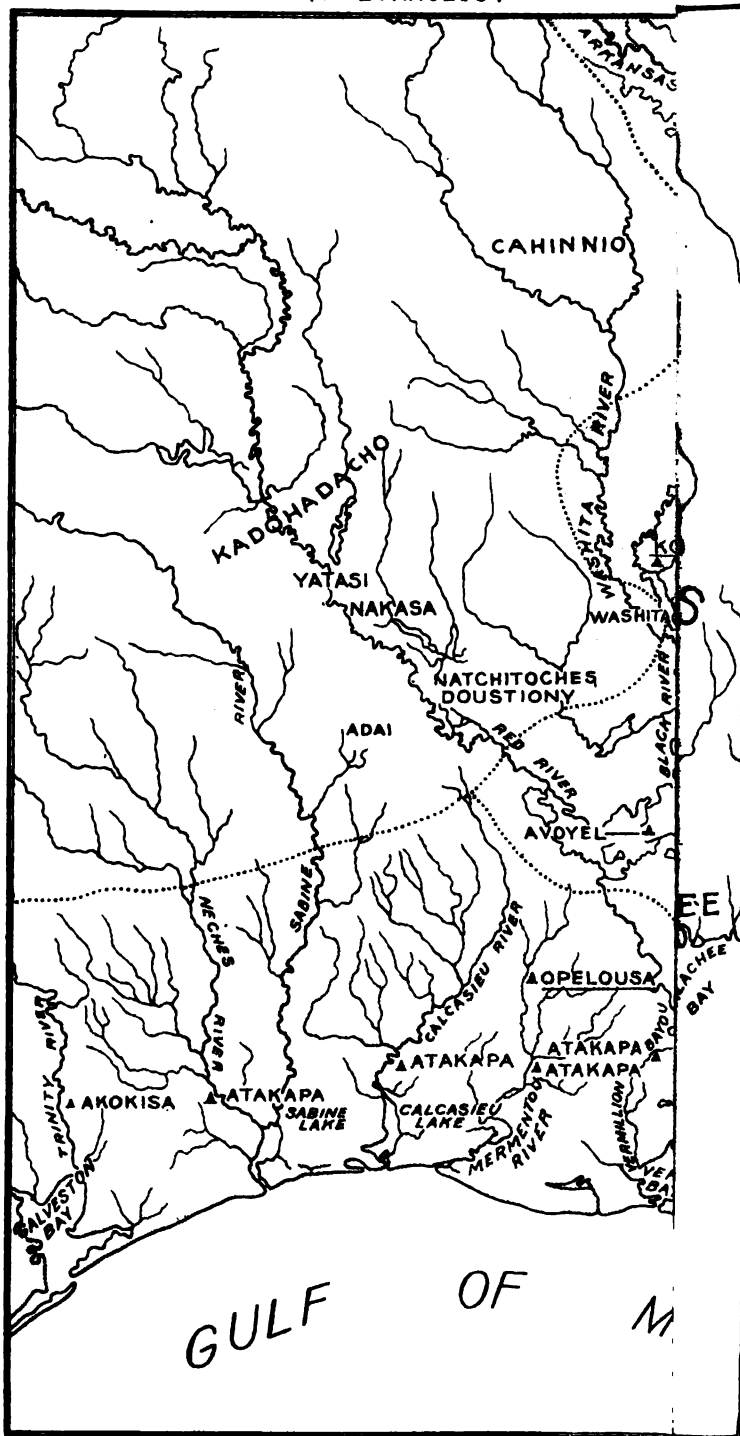 ARKANSAS
CAHINNIO
WASHITA RIVER
KADOHADACHO
YATASI
NAKASA
WASHITA
NATCHITOCHES
DOUSTIONY
BLACK RIVER
ADAI
RED RIVER
AVOYEL
SABINE RIVER
NECHES RIVER
CALCASIEU RIVER
OPELOUSA
BAYOU
BAY
TRINITY RIVER
AKOKISA
ATAKAPA
SABINE LAKE
ATAKAPA
CALCASIEU LAKE
ATAKAPA
ATAKAPA
MERMENTOU RIVER
VERMILLION
GALVESTON BAY
GULF OF M